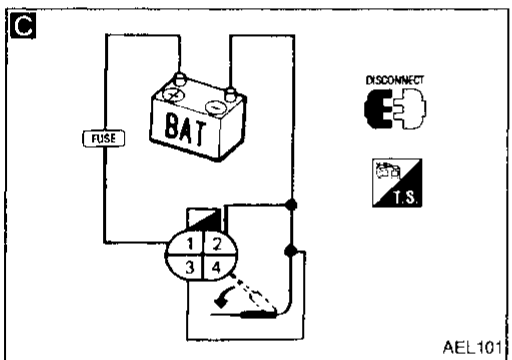 C
DISCONNECT
BAT
FUSE
T.S.
1 2
3 4
AEL101